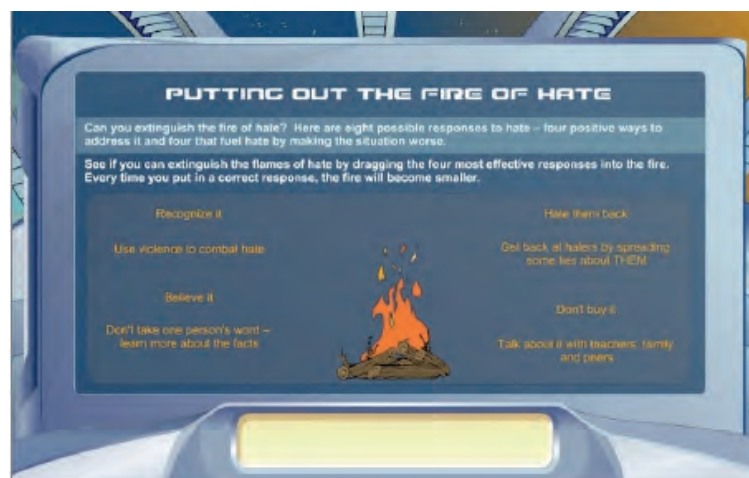 PUTTING OUT THE FIRE OF HATE
Can you extinguish the fire of hate? Here are eight possible responses to hate – four positive ways to
address it and four that fuel hate by making the situation worse.
See if you can extinguish the flames of hate by dragging the four most effective responses into the fire.
Every time you put in a correct response, the fire will become smaller.
Recognize it
Use violence to combat hate
Believe it
Don't take one person's word –
learn more about the facts
Hate them back
Get back at haters by spreading
some lies about THEM
Don't buy it
Talk about it with teachers, family
and peers